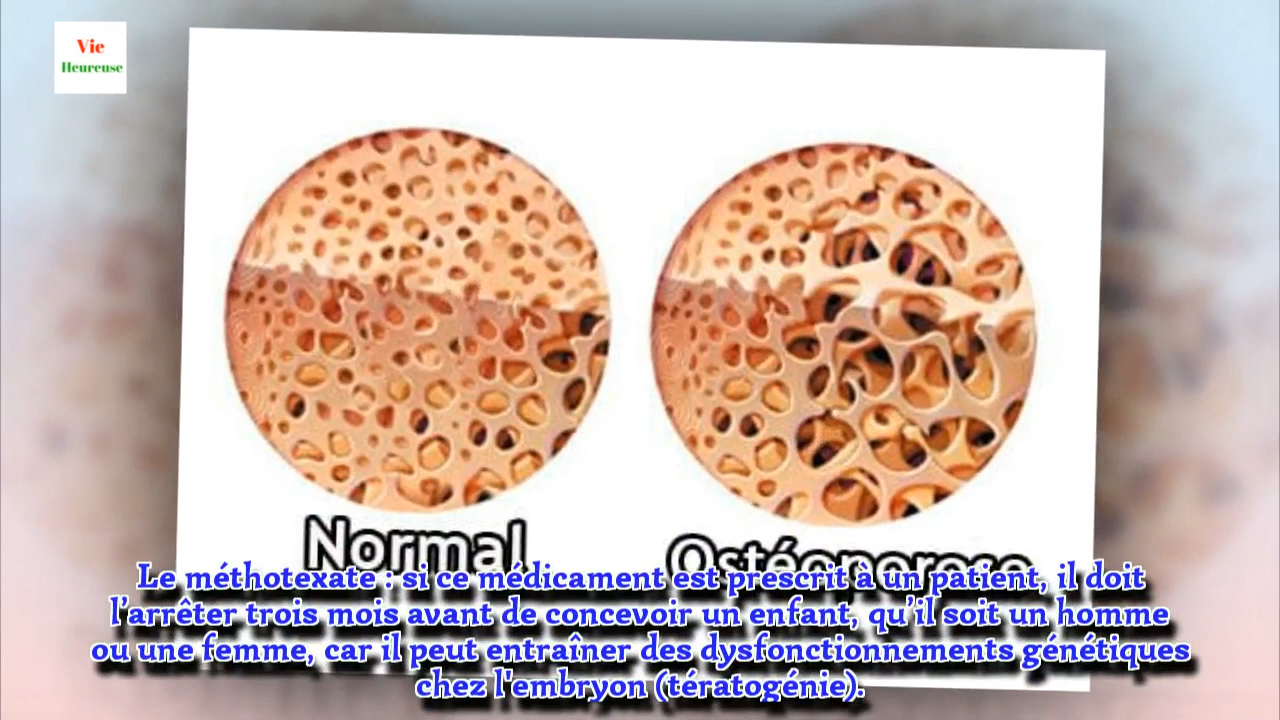 Vie
Heureuse
Normal
Ostéoporose
Le méthotexate : si ce médicament est prescrit à un patient, il doit
l'arrêter trois mois avant de concevoir un enfant, qu'il soit un homme
ou une femme, car il peut entraîner des dysfonctionnements génétiques
chez l'embryon (tératogénie).